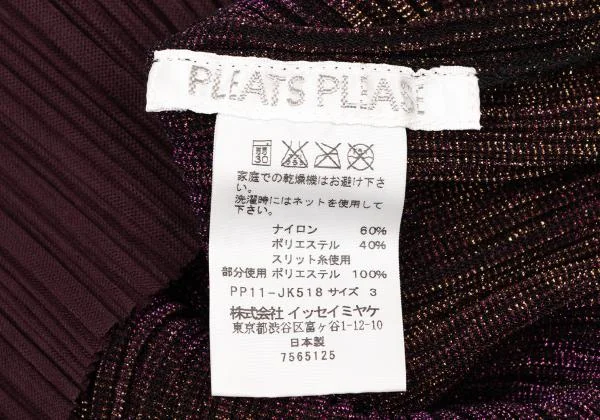 PLEATS PLEASE
家庭での乾燥機はお避け下さ
い。
洗濯時にはネットを使用して
下さい。
ナイロン 60%
ポリエステル 40%
スリット糸使用
部分使用 ポリエステル 100%
PP11-JK518 サイズ 3
株式会社 イッセイミヤケ
東京都渋谷区富ヶ谷1-12-10
日本製
7565125